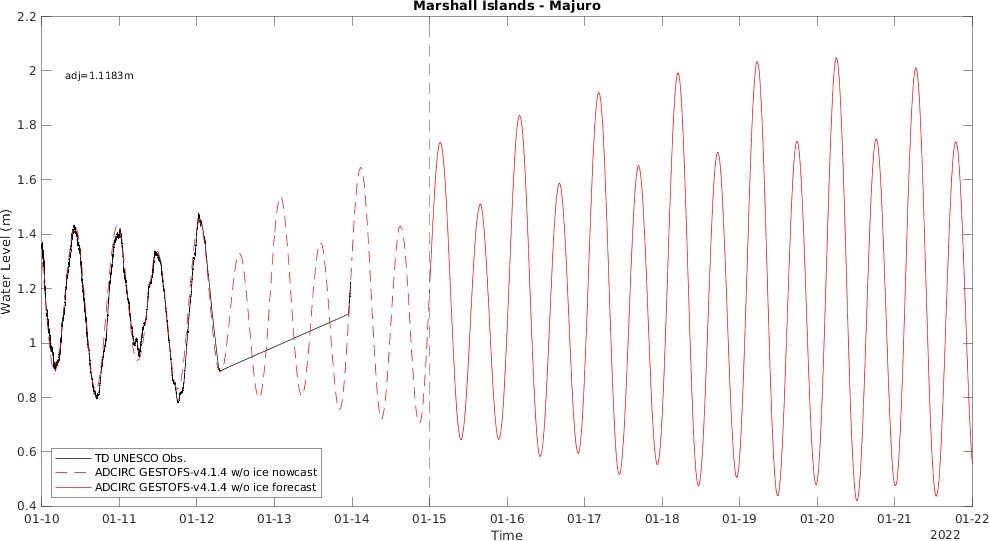 Marshall Islands - Majuro
2.2
2
1.8
1.6
1.4
1.2
1
0.8
0.6
0.4
Water Level (m)
adj=1.1183m
TD UNESCO Obs.
ADCIRC GESTOFS-v4.1.4 w/o ice nowcast
ADCIRC GESTOFS-v4.1.4 w/o ice forecast
01-10 01-11 01-12 01-13 01-14 01-15 01-16 01-17 01-18 01-19 01-20 01-21 01-22
Time
2022